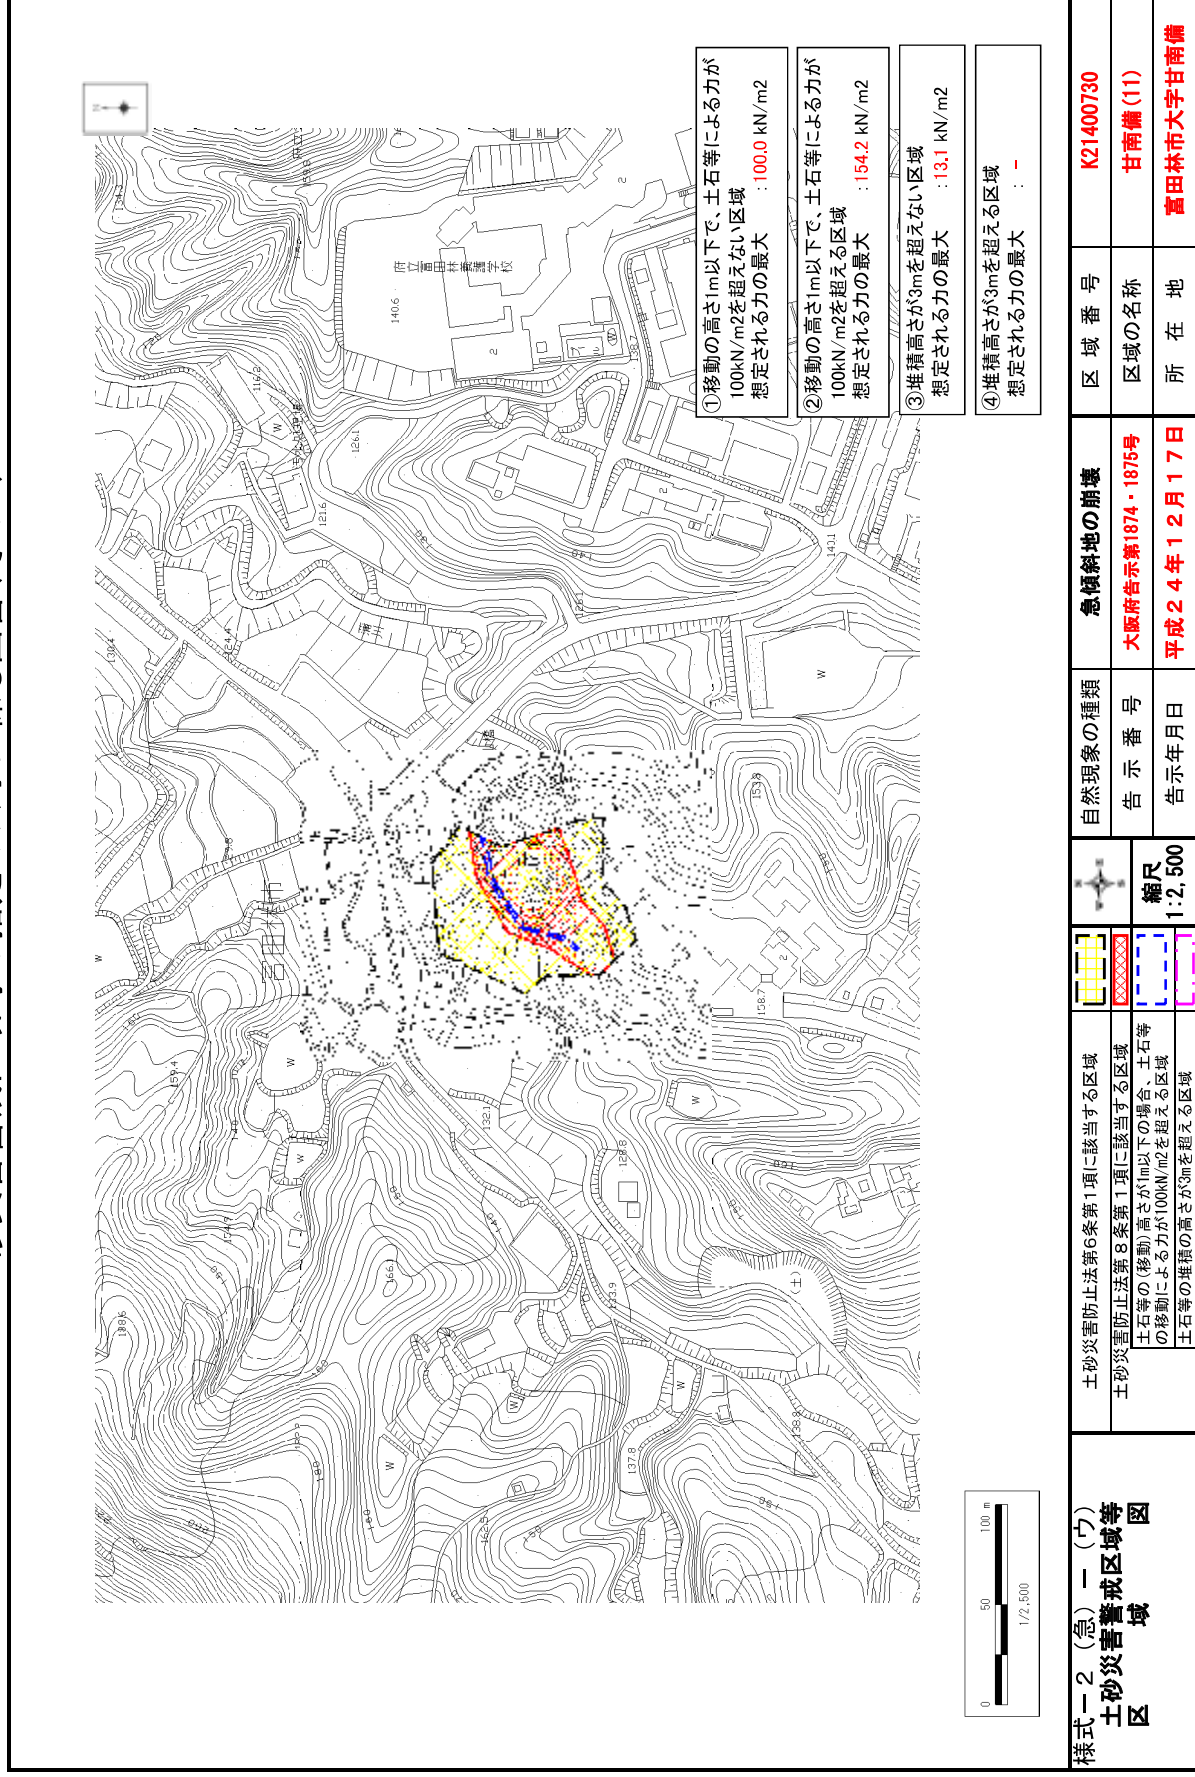 ①移動の高さ1m以下で、土石等による力が
100kN/m2を超えない区域
想定される力の最大 : 100.0 kN/m2
②移動の高さ1m以下で、土石等による力が
100kN/m2を超える区域
想定される力の最大 : 154.2 kN/m2
③堆積高さが3mを超えない区域
想定される力の最大 : 13.1 kN/m2
④堆積高さが3mを超える区域
想定される力の最大 : －
府立富田林養護学校
140.6
138.7
116.2
126.1
121.6
143.1
124.4
130.4
153.3
158.7
159.4
132.1
128.8
166.1
133.9
138.6
137.8
138.8
162.5
W
W
W
W
W
W
W
W
W
W
0 50 100 m
1/2,500
様式－２（急）－（ウ）
土砂災害警戒区域等
区域図
土砂災害防止法第６条第１項に該当する区域
土砂災害防止法第８条第１項に該当する区域
土石等の(移動)高さが1m以下の場合、土石等
の移動による力が100kN/m2を超える区域
土石等の堆積の高さが3mを超える区域
縮尺
1:2,500
自然現象の種類 急傾斜地の崩壊
告示番号 大阪府告示第1874・1875号
告示年月日 平成２４年１２月１７日
区域番号 K21400730
区域の名称 甘南備(11)
所在地 富田林市大字甘南備